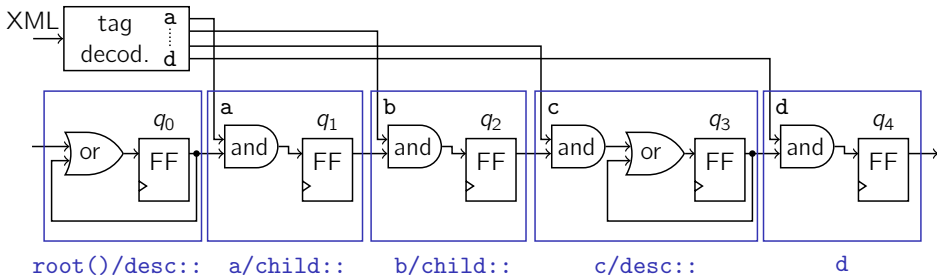 XML
tag a
decod. d
a b c d
q0 q1 q2 q3 q4
or FF and FF and FF and or FF and FF
root()/desc:: a/child:: b/child:: c/desc:: d